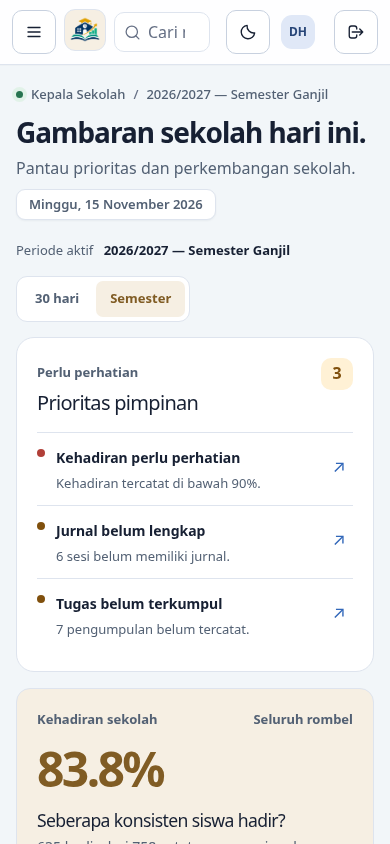 Cari
DH
Kepala Sekolah / 2026/2027 — Semester Ganjil
Gambaran sekolah hari ini.
Pantau prioritas dan perkembangan sekolah.
Minggu, 15 November 2026
Periode aktif 2026/2027 — Semester Ganjil
30 hari Semester
Perlu perhatian 3
Prioritas pimpinan
Kehadiran perlu perhatian
Kehadiran tercatat di bawah 90%.
Jurnal belum lengkap
6 sesi belum memiliki jurnal.
Tugas belum terkumpul
7 pengumpulan belum tercatat.
Kehadiran sekolah Seluruh rombel
83.8%
Seberapa konsisten siswa hadir?